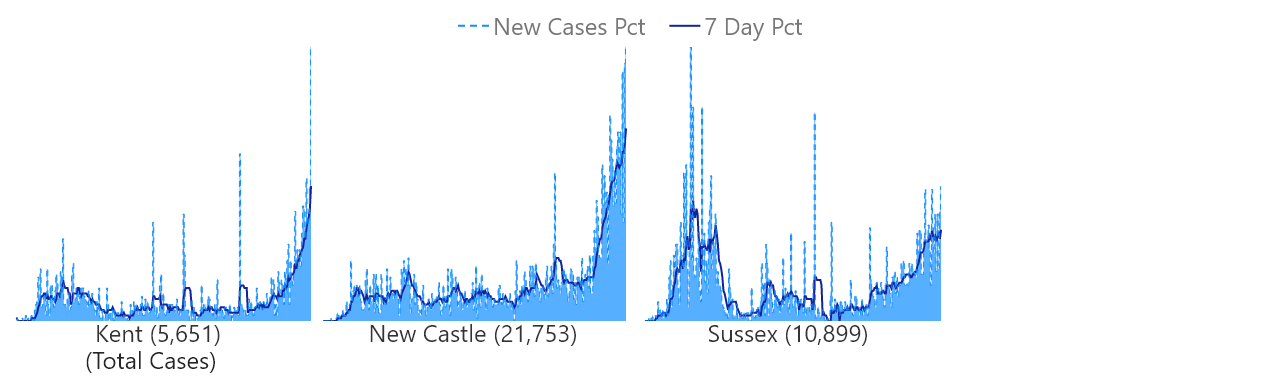 New Cases Pct 7 Day Pct
Kent (5,651) New Castle (21,753) Sussex (10,899)
(Total Cases)